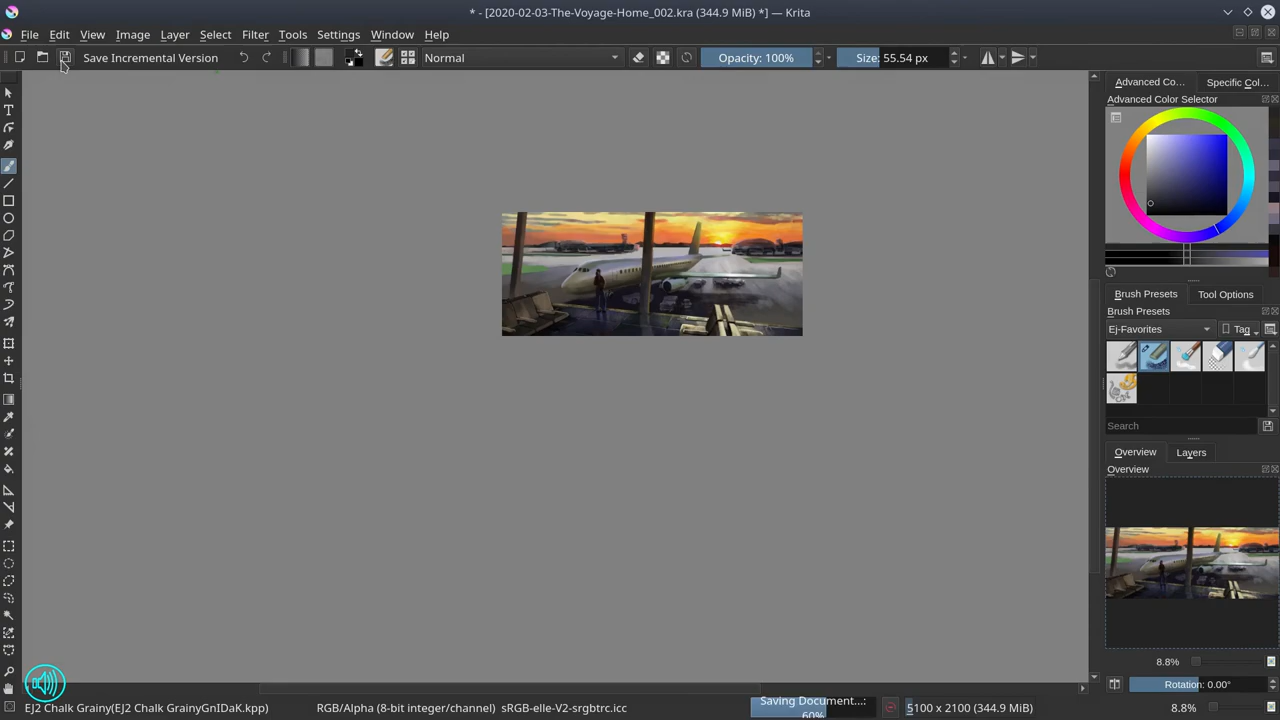 * - [2020-02-03-The-Voyage-Home_002.kra (344.9 MiB) *] — Krita
File Edit View Image Layer Select Filter Tools Settings Window Help
Save Incremental Version Normal Opacity: 100% Size: 55.54 px
Advanced Co... Specific Col...
Advanced Color Selector
Brush Presets Tool Options
Brush Presets
Ej-Favorites Tag
Search
Overview Layers
Overview
8.8%
Rotation: 0.00°
EJ2 Chalk Grainy(EJ2 Chalk GrainyGnIDaK.kpp) RGB/Alpha (8-bit integer/channel) sRGB-elle-V2-srgbtrc.icc Saving Document...: 60% 5100 x 2100 (344.9 MiB) 8.8%